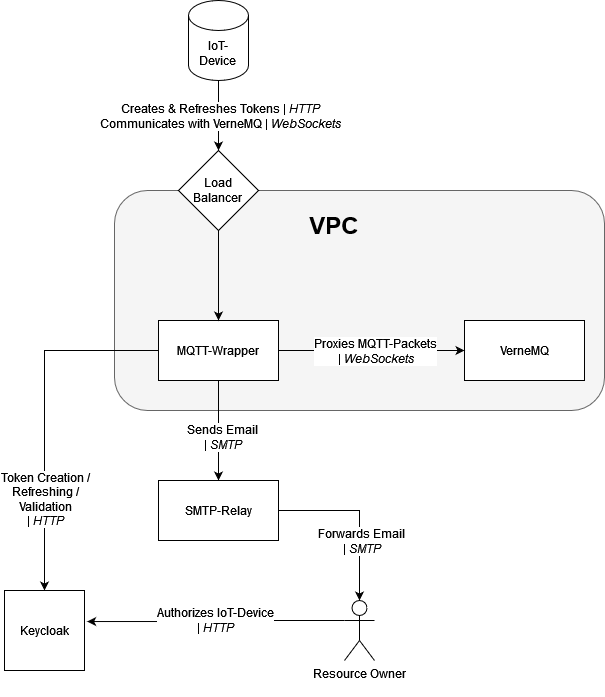 IoT-
Device
Creates & Refreshes Tokens | HTTP
Communicates with VerneMQ | WebSockets
Load
Balancer
VPC
MQTT-Wrapper
Proxies MQTT-Packets
| WebSockets
VerneMQ
Sends Email
| SMTP
Token Creation /
Refreshing /
Validation
| HTTP
SMTP-Relay
Forwards Email
| SMTP
Keycloak
Authorizes IoT-Device
| HTTP
Resource Owner